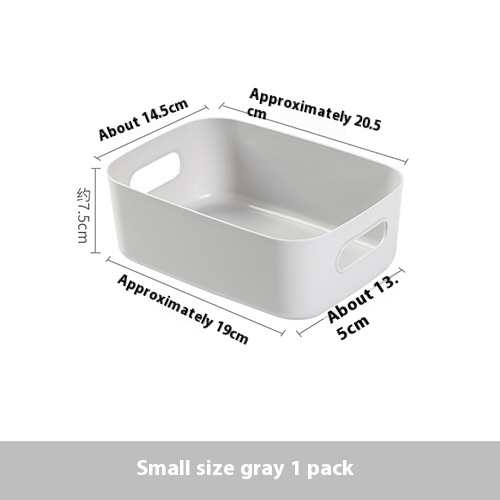 About 14.5cm
Approximately 20.5
cm
约7.5cm
Approximately 19cm
About 13.
5cm
Small size gray 1 pack